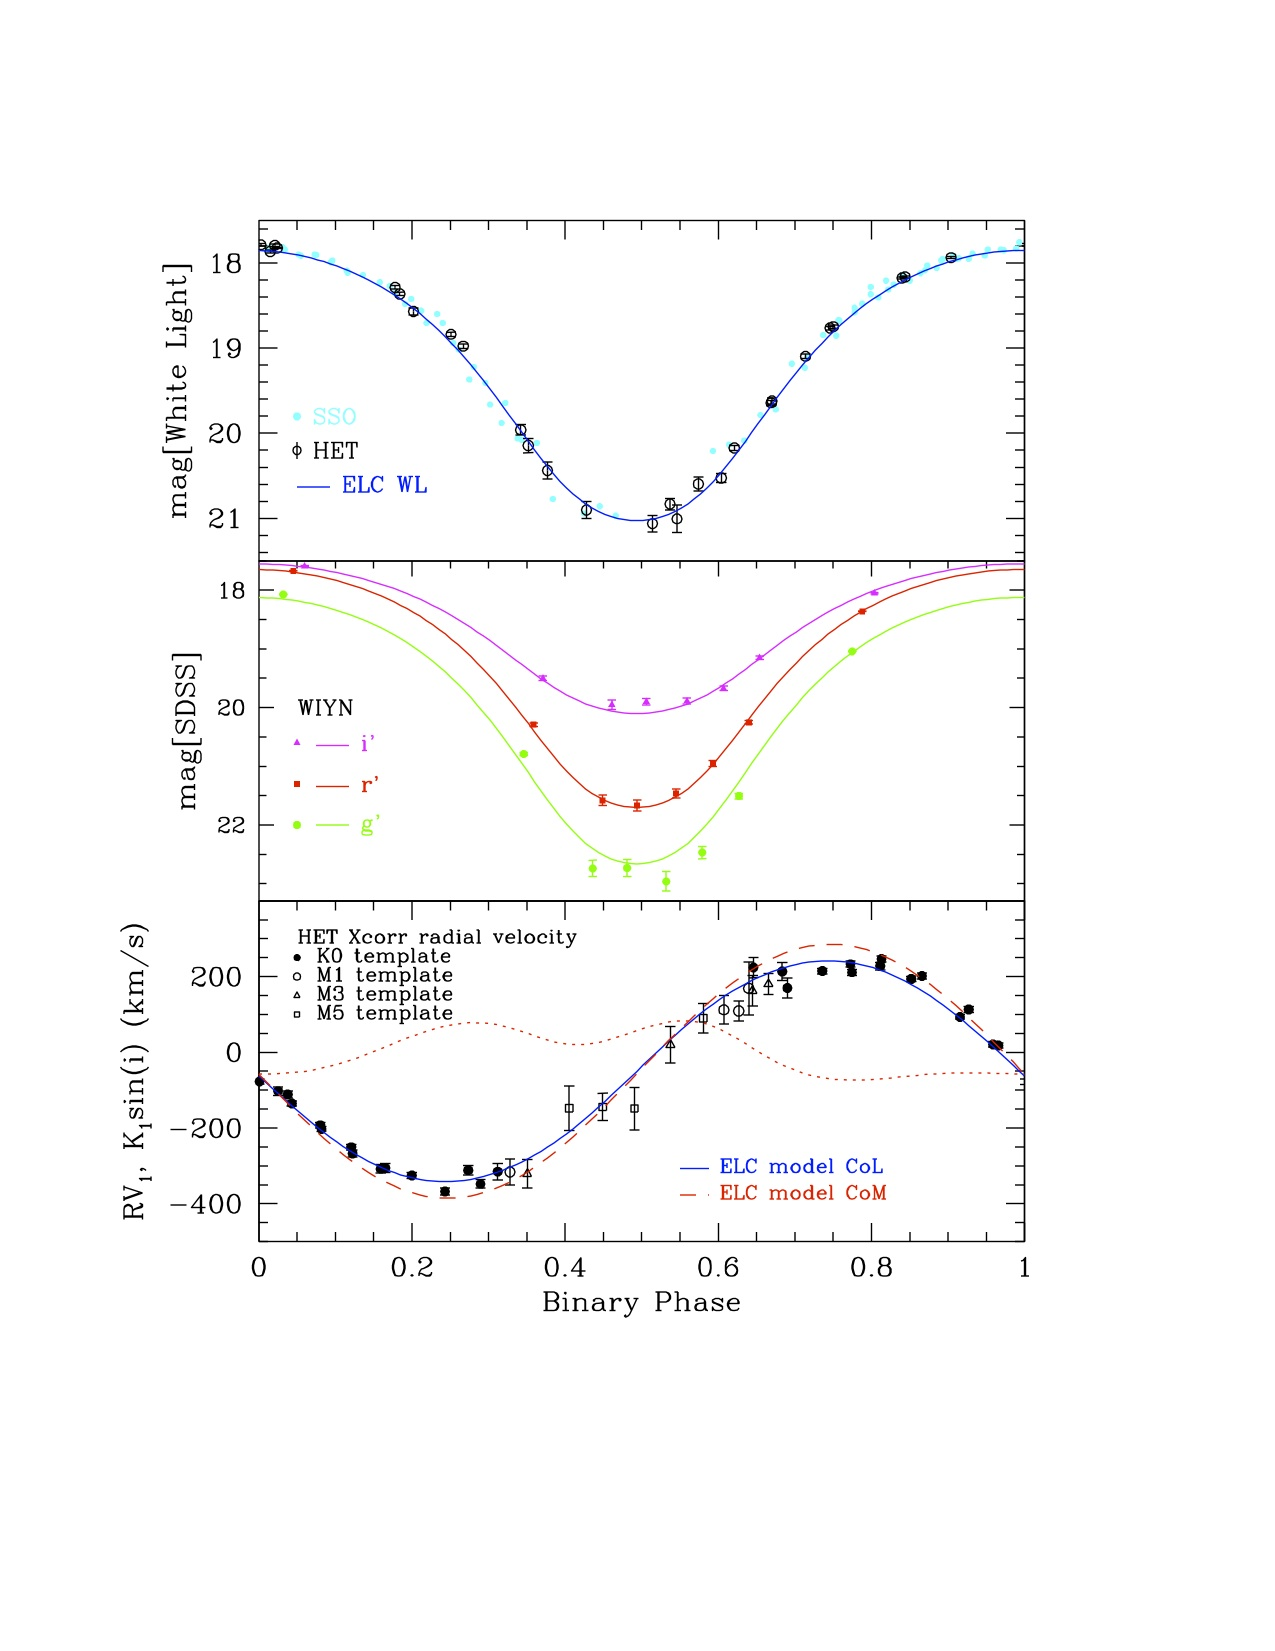 18
19
20
21
mag[White Light]
SSO
HET
ELC WL
18
20
22
mag[SDSS]
WIYN
i'
r'
g'
200
0
−200
−400
RV₁, K₁sin(i) (km/s)
HET Xcorr radial velocity
K0 template
M1 template
M3 template
M5 template
ELC model CoL
ELC model CoM
0 0.2 0.4 0.6 0.8 1
Binary Phase